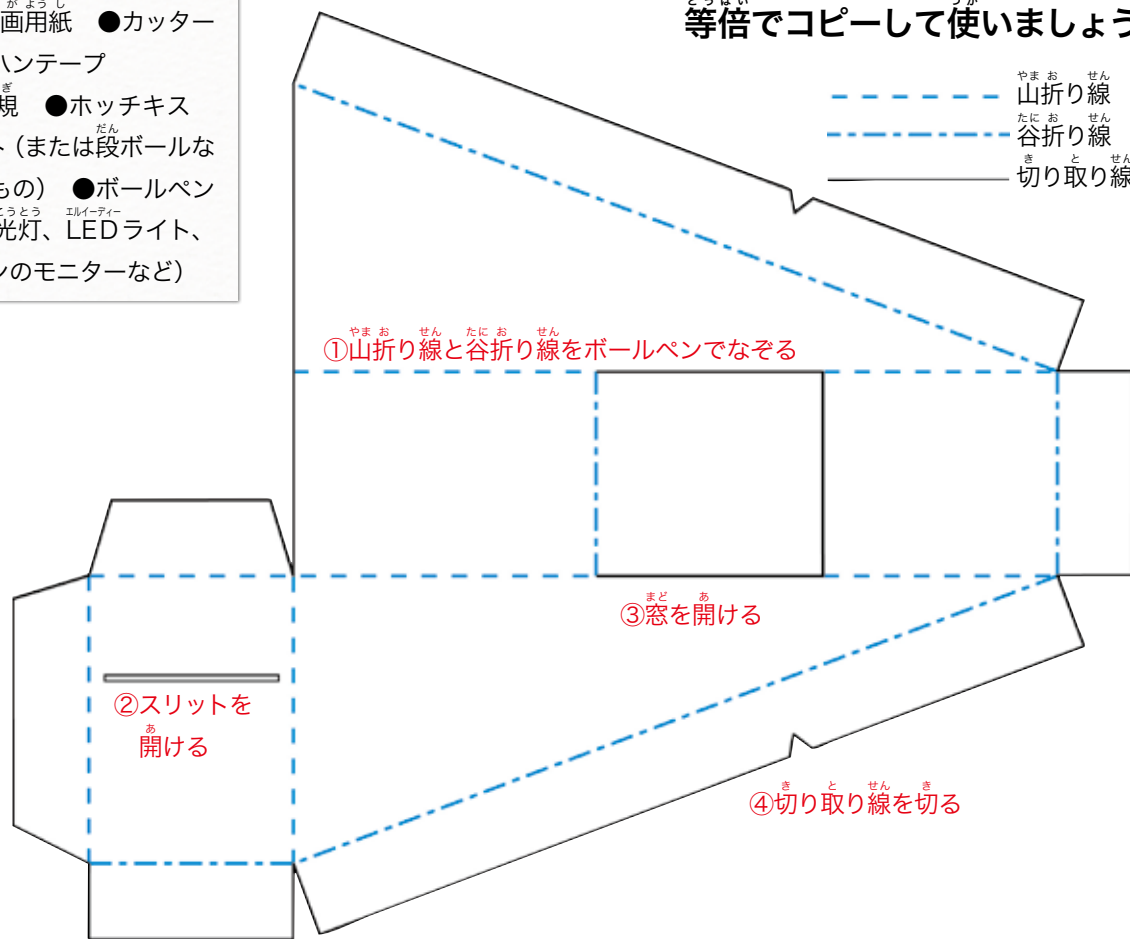 画用紙 ●カッター
ハンテープ
規 ●ホッチキス
(または段ボールな
もの) ●ボールペン
光灯、LEDライト、
ンのモニターなど)
等倍でコピーして使いましょう
山折り線
谷折り線
切り取り線
①山折り線と谷折り線をボールペンでなぞる
③窓を開ける
②スリットを
開ける
④切り取り線を切る